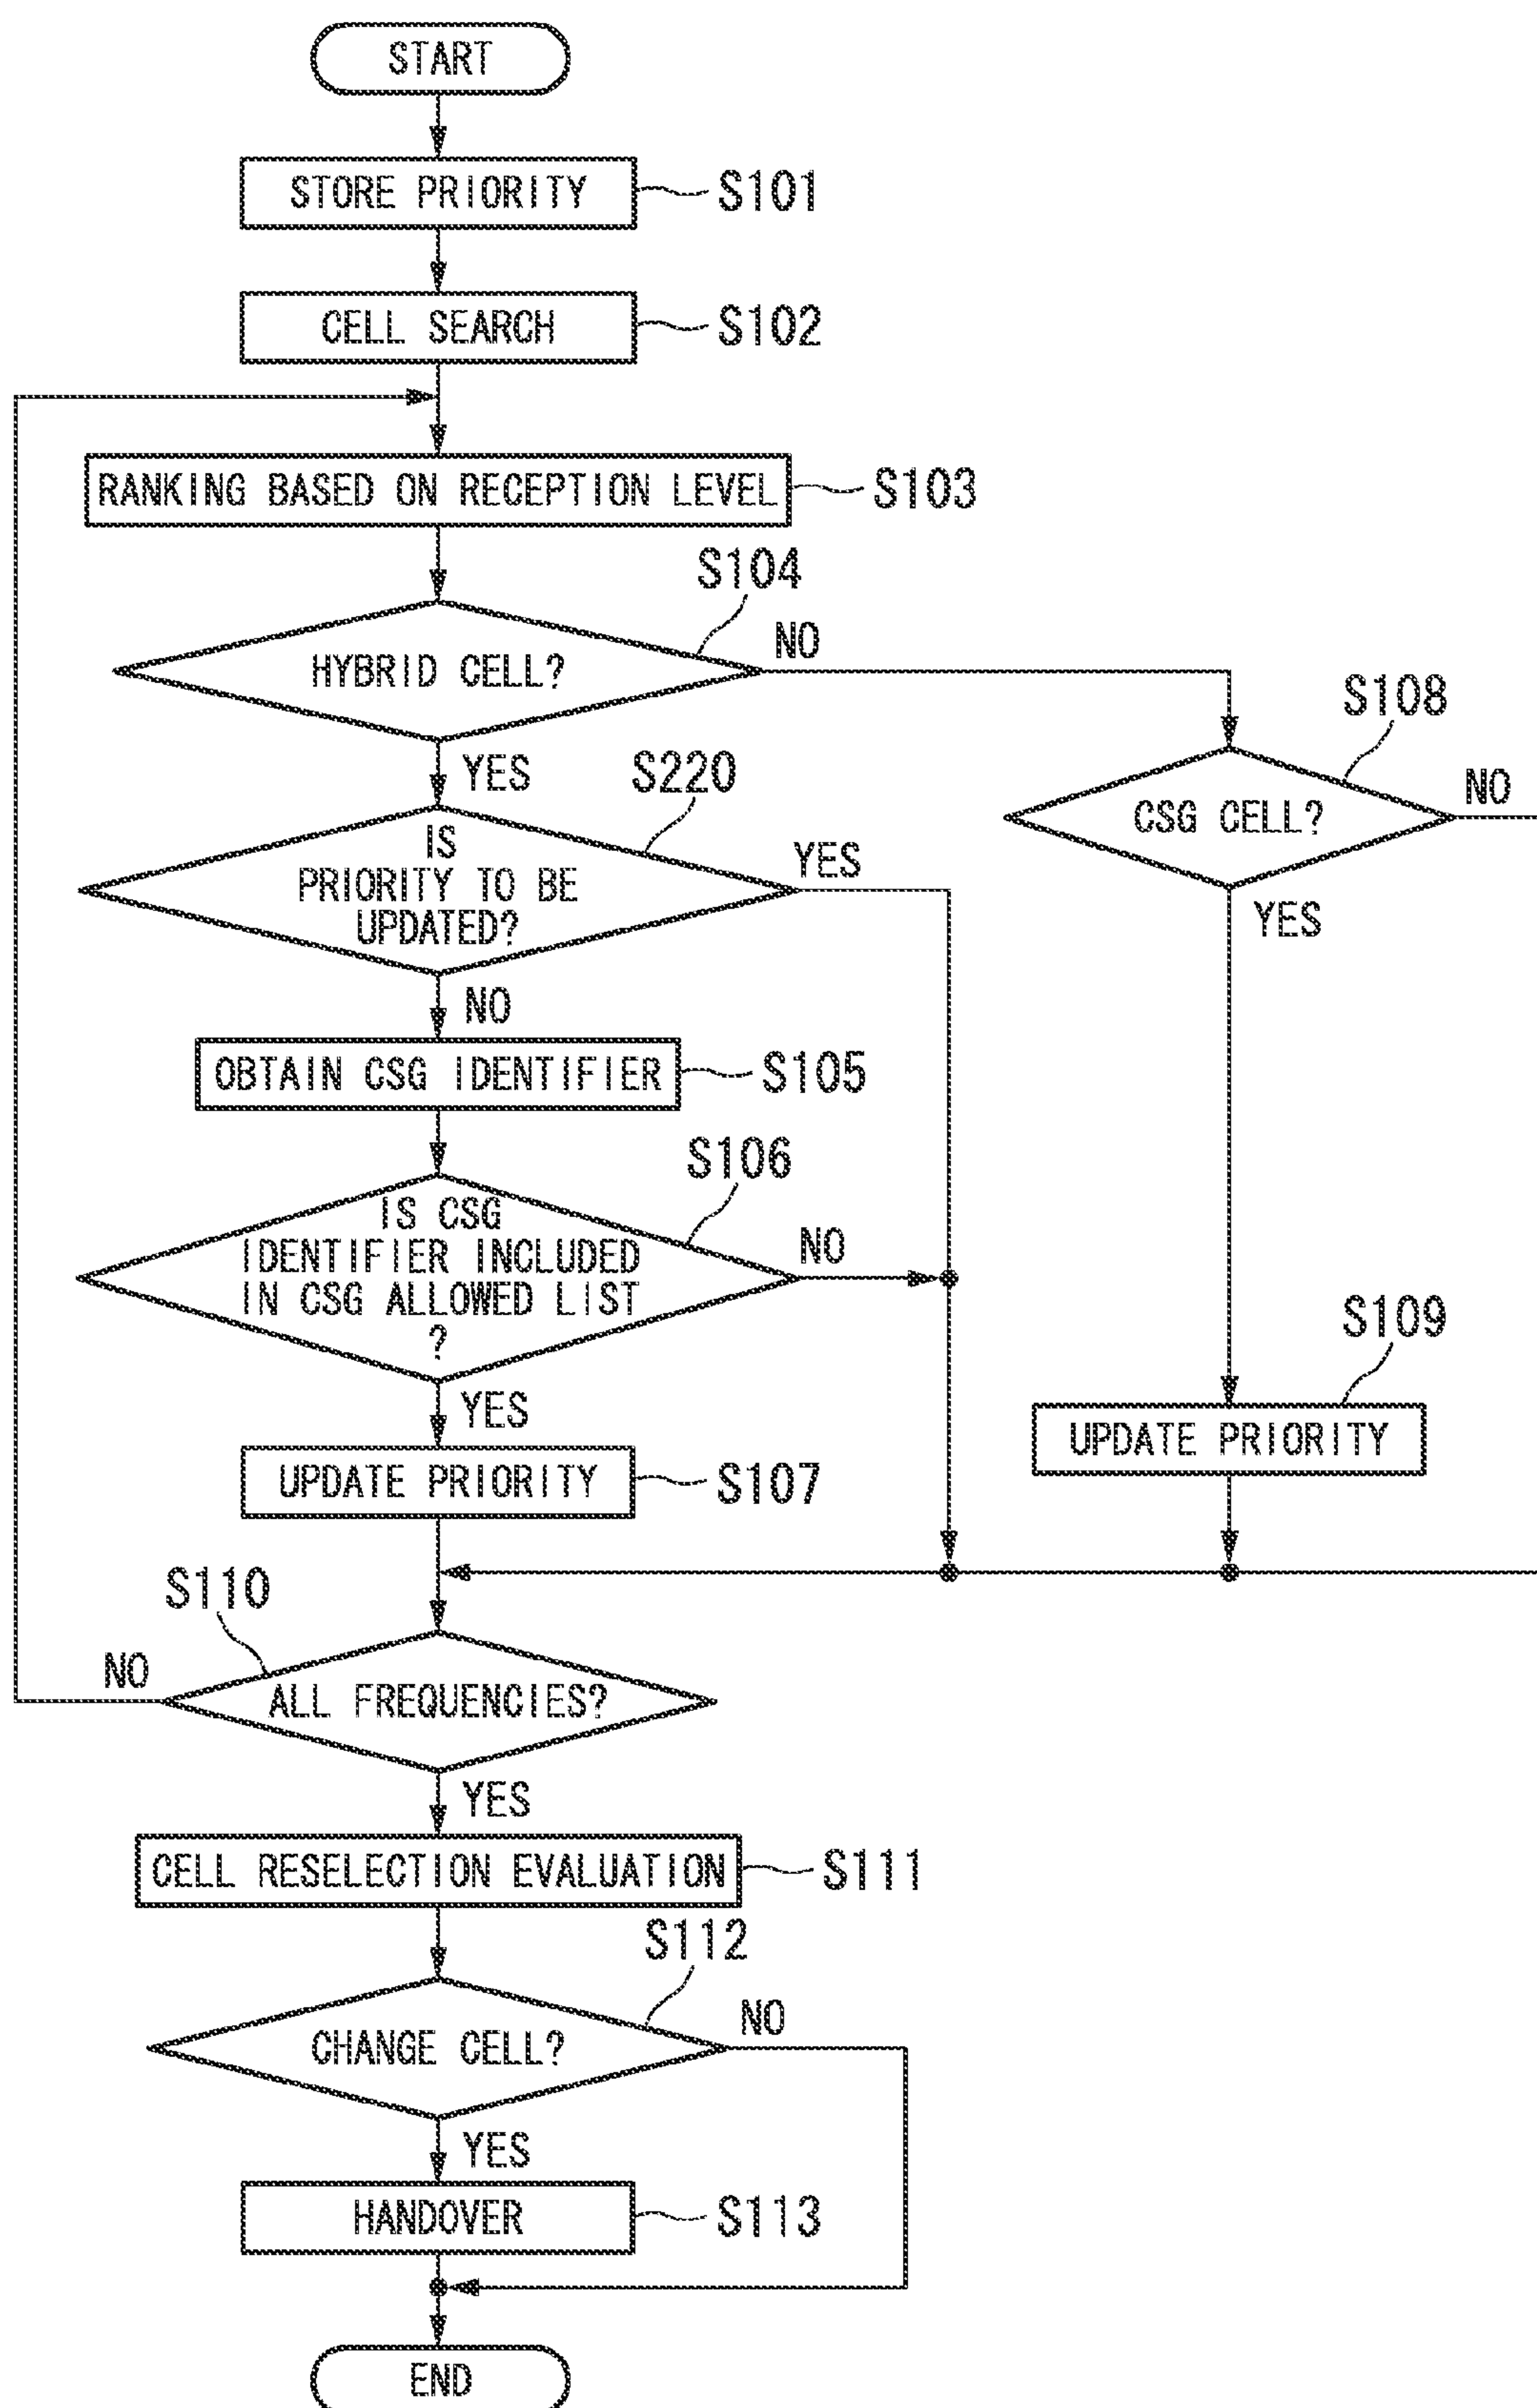 START
STORE PRIORITY
S101
CELL SEARCH
S102
RANKING BASED ON RECEPTION LEVEL
S103
S104
HYBRID CELL?
NO
YES
S108
CSG CELL?
NO
YES
S220
IS
PRIORITY TO BE
UPDATED?
YES
NO
OBTAIN CSG IDENTIFIER
S105
S106
IS CSG
IDENTIFIER INCLUDED
IN CSG ALLOWED LIST
?
NO
YES
S109
UPDATE PRIORITY
UPDATE PRIORITY
S107
S110
NO
ALL FREQUENCIES?
YES
CELL RESELECTION EVALUATION
S111
S112
CHANGE CELL?
NO
YES
HANDOVER
S113
END